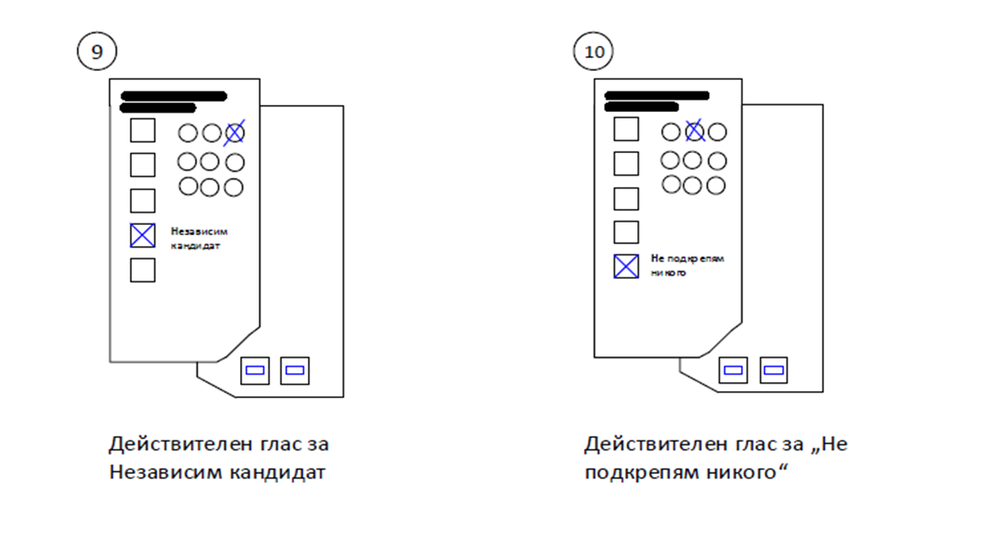 9
10
Независим
кандидат
Не подкрепям
никого
Действителен глас за
Независим кандидат
Действителен глас за „Не
подкрепям никого“